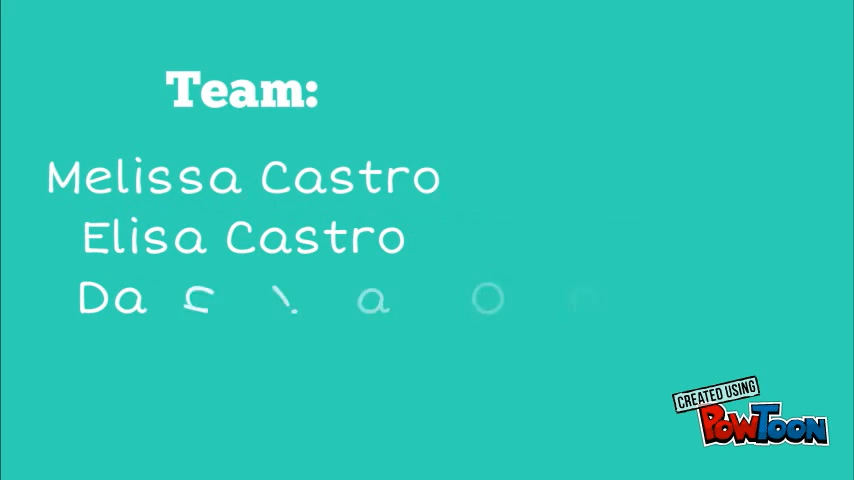 Team:
Melissa Castro
Elisa Castro
CREATED USING
POWTOON